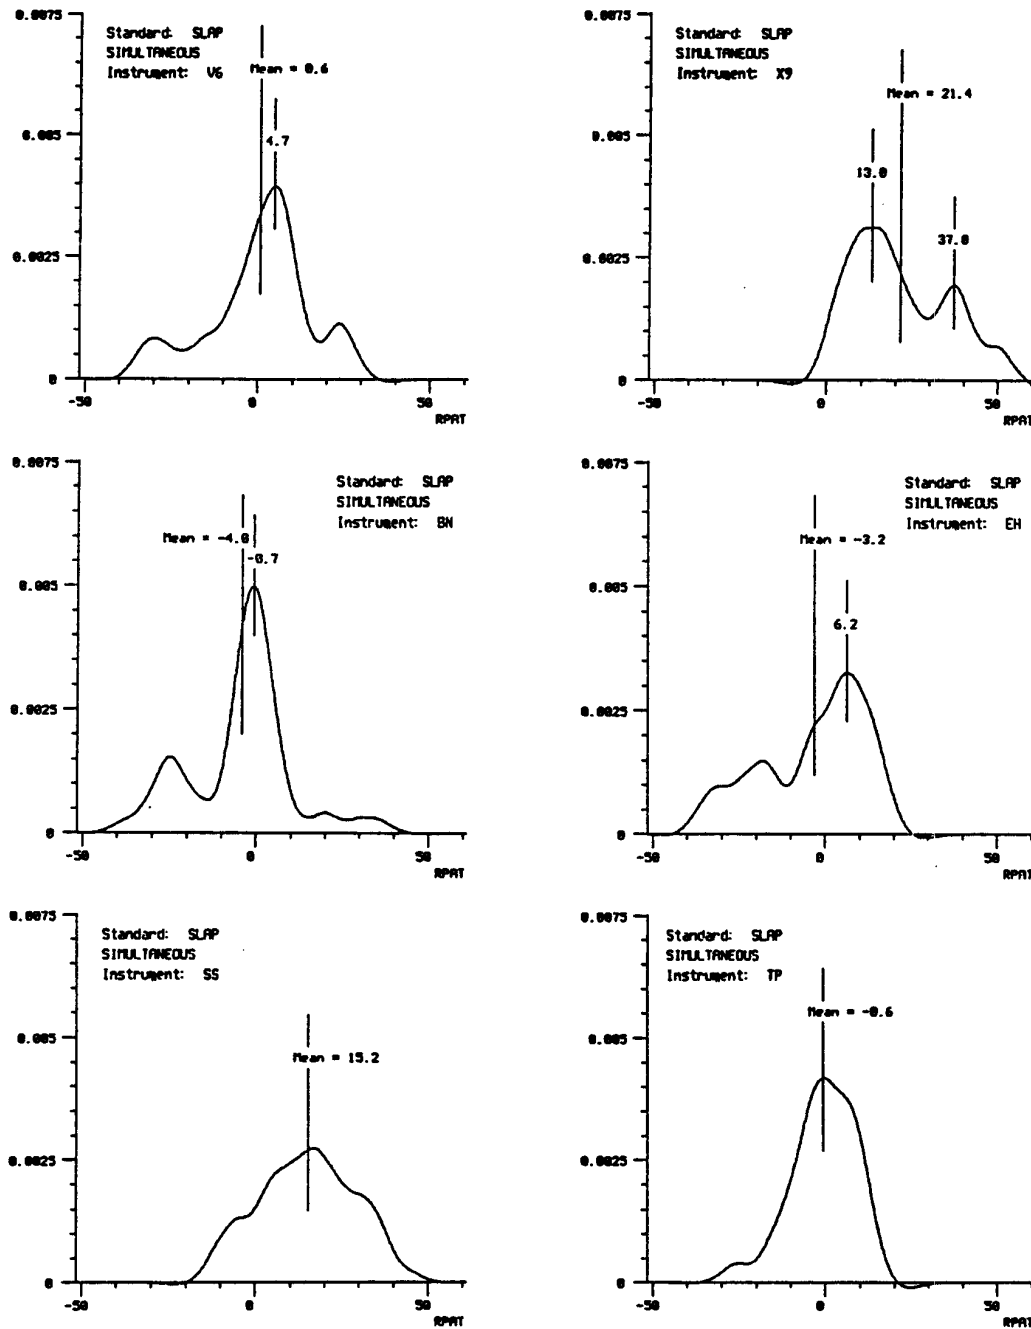 0.0075
Standard: SLAP
SIMULTANEOUS
Instrument: V6
Mean = 0.6
4.7
0.005
0.0025
0
-50 0 50
RPAT
0.0075
Standard: SLAP
SIMULTANEOUS
Instrument: X9
Mean = 21.4
13.0
37.0
0.005
0.0025
0
-50 0 50
RPAT
0.0075
Standard: SLAP
SIMULTANEOUS
Instrument: BN
Mean = -4.0
-0.7
0.005
0.0025
0
-50 0 50
RPAT
0.0075
Standard: SLAP
SIMULTANEOUS
Instrument: EH
Mean = -3.2
6.2
0.005
0.0025
0
-50 0 50
RPAT
0.0075
Standard: SLAP
SIMULTANEOUS
Instrument: SS
Mean = 15.2
0.005
0.0025
0
-50 0 50
RPAT
0.0075
Standard: SLAP
SIMULTANEOUS
Instrument: TP
Mean = -0.6
0.005
0.0025
0
-50 0 50
RPAT